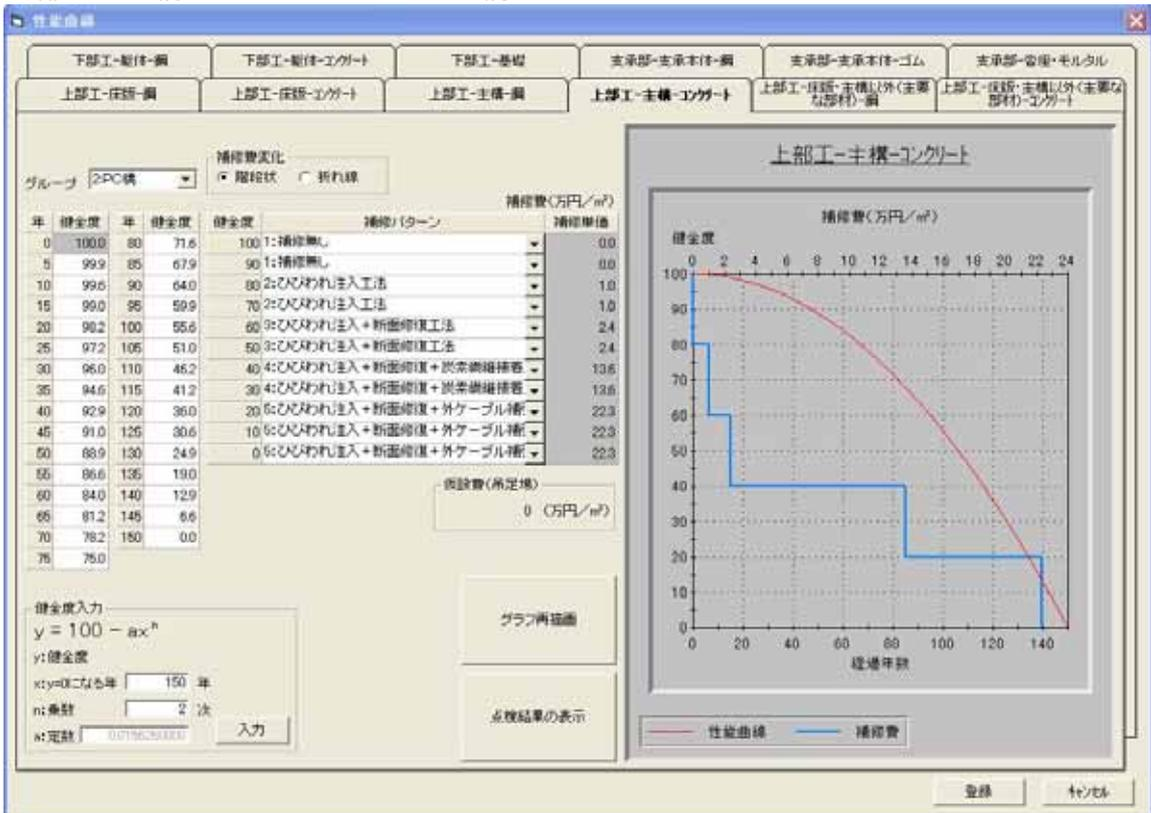 性能曲線
下部工-躯体-鋼 下部工-躯体-コンクリート 下部工-基礎 支承部-支承本体-鋼 支承部-支承本体-ゴム 支承部-沓座・モルタル
上部工-床版-鋼 上部工-床版-コンクリート 上部工-主構-鋼 上部工-主構-コンクリート 上部工-床版・主構以外(主要な部材)-鋼 上部工-床版・主構以外(主要な部材)-コンクリート
グループ 2:PC橋
補修費変化
階段状 折れ線
補修費(万円/㎡)
年 健全度 年 健全度 健全度 補修パターン 補修単価
0 100.0 80 71.6 100 1:補修無し 0.0
5 99.9 85 67.9 90 1:補修無し 0.0
10 99.6 90 64.0 80 2:ひびわれ注入工法 1.0
15 99.0 95 59.9 70 2:ひびわれ注入工法 1.0
20 98.2 100 55.6 60 3:ひびわれ注入+断面修復工法 2.4
25 97.2 105 51.0 50 3:ひびわれ注入+断面修復工法 2.4
30 96.0 110 46.2 40 4:ひびわれ注入+断面修復+炭素繊維接着 13.6
35 94.6 115 41.2 30 4:ひびわれ注入+断面修復+炭素繊維接着 13.6
40 92.9 120 36.0 20 5:ひびわれ注入+断面修復+外ケーブル補 22.3
45 91.0 125 30.6 10 5:ひびわれ注入+断面修復+外ケーブル補 22.3
50 88.9 130 24.9 0 5:ひびわれ注入+断面修復+外ケーブル補 22.3
55 86.6 135 19.0
60 84.0 140 12.9
65 81.2 145 6.6
70 78.2 150 0.0
75 75.0
仮設費(吊足場)
0 (万円/㎡)
健全度入力
y = 100 - axⁿ
y:健全度
x:y=0になる年 150 年
n:乗数 2 次
a:定数
入力
グラフ再描画
点検結果の表示
上部工-主構-コンクリート
補修費(万円/㎡)
健全度
0 2 4 6 8 10 12 14 16 18 20 22 24
100
90
80
70
60
50
40
30
20
10
0
0 20 40 60 80 100 120 140
経過年数
性能曲線 補修費
登録 キャンセル